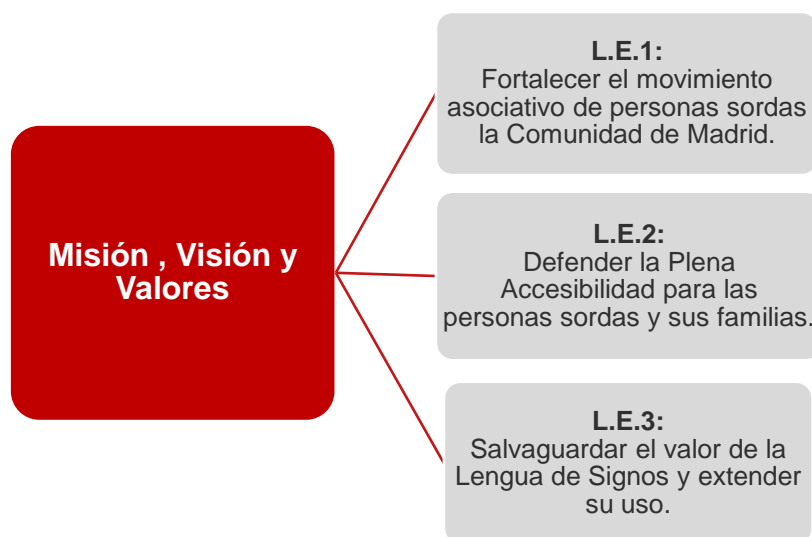 L.E.1:
Fortalecer el movimiento
asociativo de personas sordas
la Comunidad de Madrid.
Misión , Visión y
Valores
L.E.2:
Defender la Plena
Accesibilidad para las
personas sordas y sus familias.
L.E.3:
Salvaguardar el valor de la
Lengua de Signos y extender
su uso.